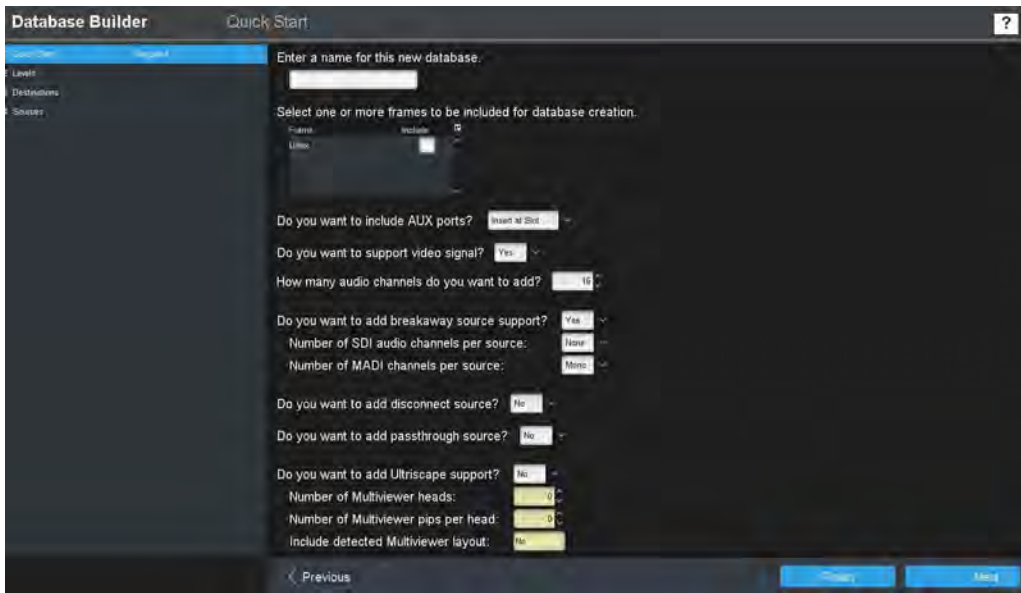 Database Builder Quick Start ?
Quick Start Required
Levels
Destinations
Sources
Enter a name for this new database.
Select one or more frames to be included for database creation.
Frame Include
Do you want to include AUX ports? Insert at Slot
Do you want to support video signal? Yes
How many audio channels do you want to add? 16
Do you want to add breakaway source support? Yes
Number of SDI audio channels per source: None
Number of MADI channels per source: Mono
Do you want to add disconnect source? No
Do you want to add passthrough source? No
Do you want to add Ultriscape support? No
Number of Multiviewer heads: 0
Number of Multiviewer pips per head: 0
Include detected Multiviewer layout: No
< Previous Finish Next